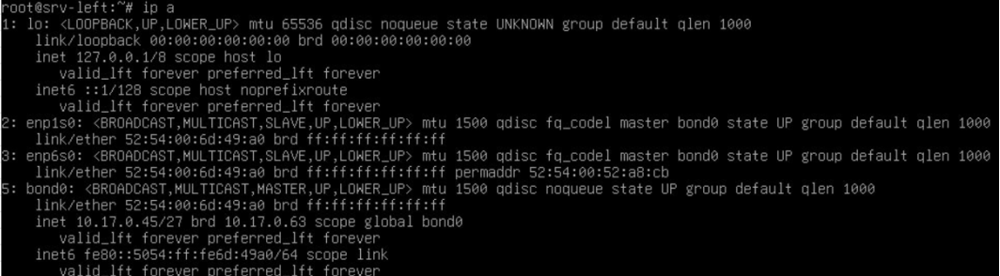 root@srv-left:~# ip a
1: lo: <LOOPBACK,UP,LOWER_UP> mtu 65536 qdisc noqueue state UNKNOWN group default qlen 1000
    link/loopback 00:00:00:00:00:00 brd 00:00:00:00:00:00
    inet 127.0.0.1/8 scope host lo
       valid_lft forever preferred_lft forever
    inet6 ::1/128 scope host noprefixroute
       valid_lft forever preferred_lft forever
2: enp1s0: <BROADCAST,MULTICAST,SLAVE,UP,LOWER_UP> mtu 1500 qdisc fq_codel master bond0 state UP group default qlen 1000
    link/ether 52:54:00:6d:49:a0 brd ff:ff:ff:ff:ff:ff
3: enp6s0: <BROADCAST,MULTICAST,SLAVE,UP,LOWER_UP> mtu 1500 qdisc fq_codel master bond0 state UP group default qlen 1000
    link/ether 52:54:00:6d:49:a0 brd ff:ff:ff:ff:ff:ff permaddr 52:54:00:52:a8:cb
5: bond0: <BROADCAST,MULTICAST,MASTER,UP,LOWER_UP> mtu 1500 qdisc noqueue state UP group default qlen 1000
    link/ether 52:54:00:6d:49:a0 brd ff:ff:ff:ff:ff:ff
    inet 10.17.0.45/27 brd 10.17.0.63 scope global bond0
       valid_lft forever preferred_lft forever
    inet6 fe80::5054:ff:fe6d:49a0/64 scope link
       valid_lft forever preferred_lft forever